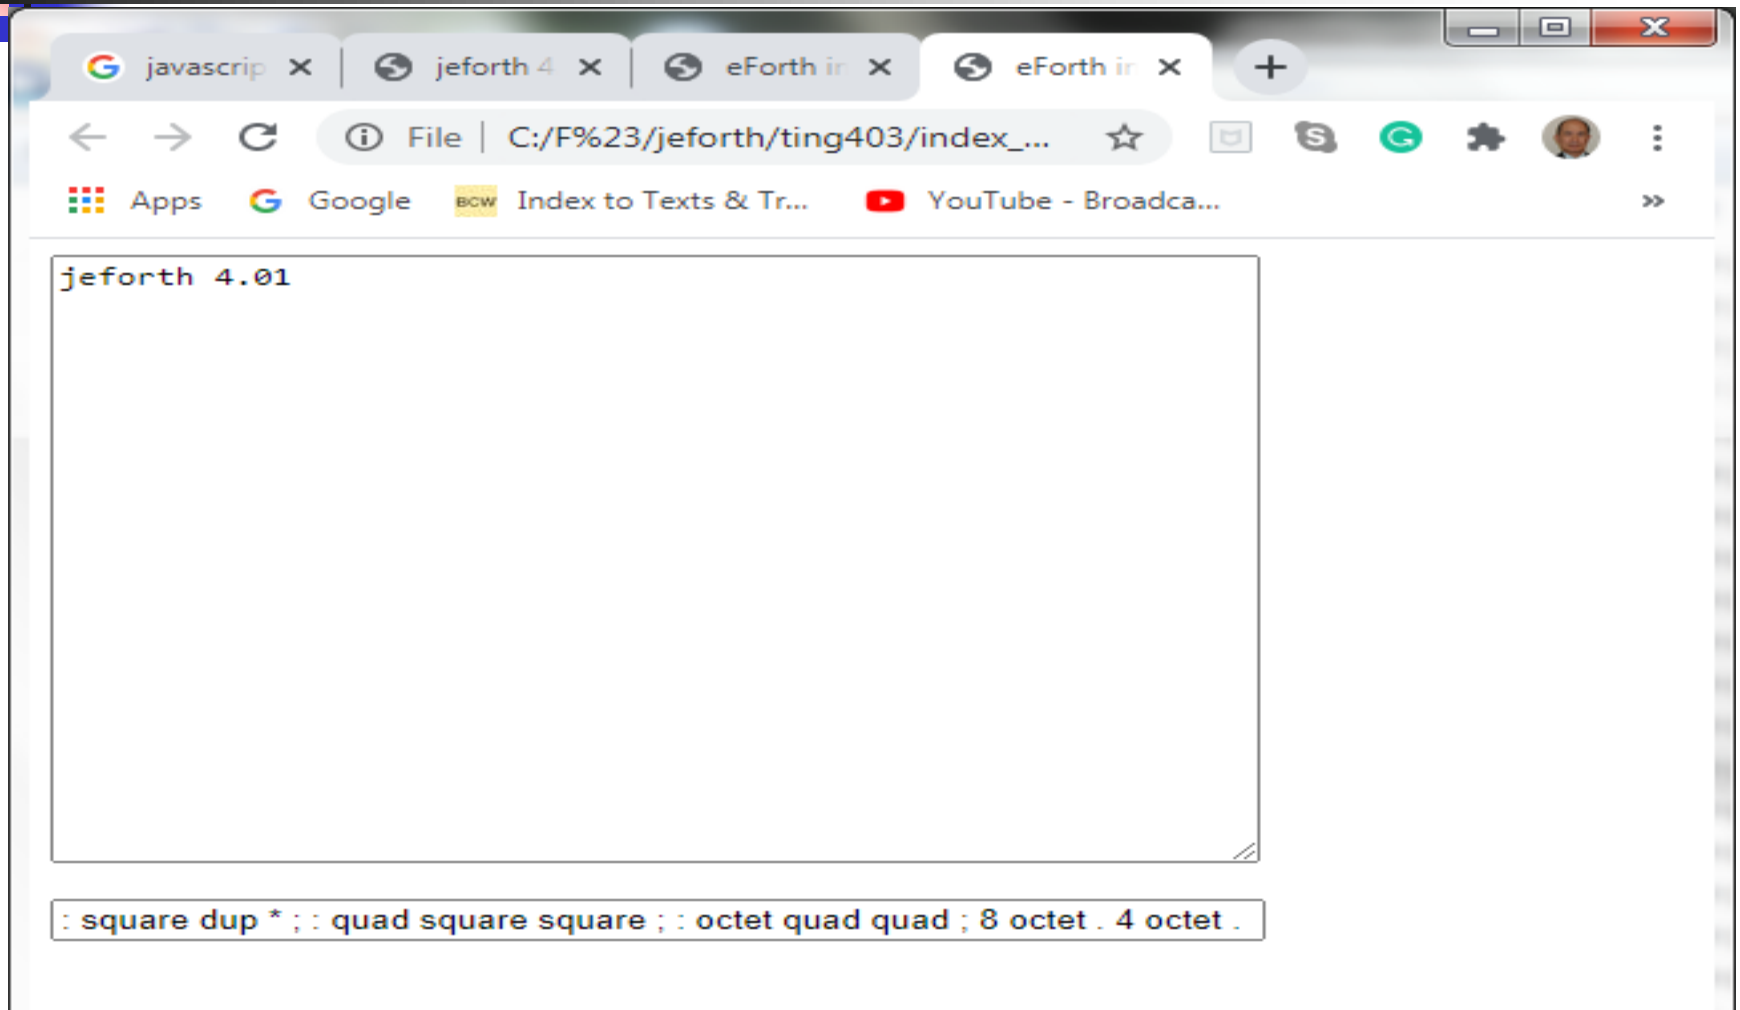 javascrip
jeforth 4
eForth in
eForth in
File | C:/F%23/jeforth/ting403/index_...
Apps
Google
BCW
Index to Texts & Tr...
YouTube - Broadca...
jeforth 4.01
: square dup * ; : quad square square ; : octet quad quad ; 8 octet . 4 octet .